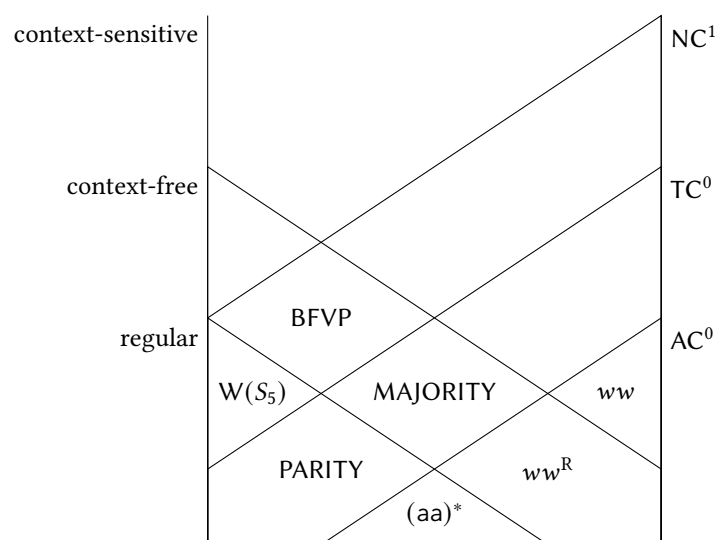 context-sensitive
NC¹
context-free
TC⁰
BFVP
regular
AC⁰
W(S₅)
MAJORITY
ww
PARITY
wwᴿ
(aa)*